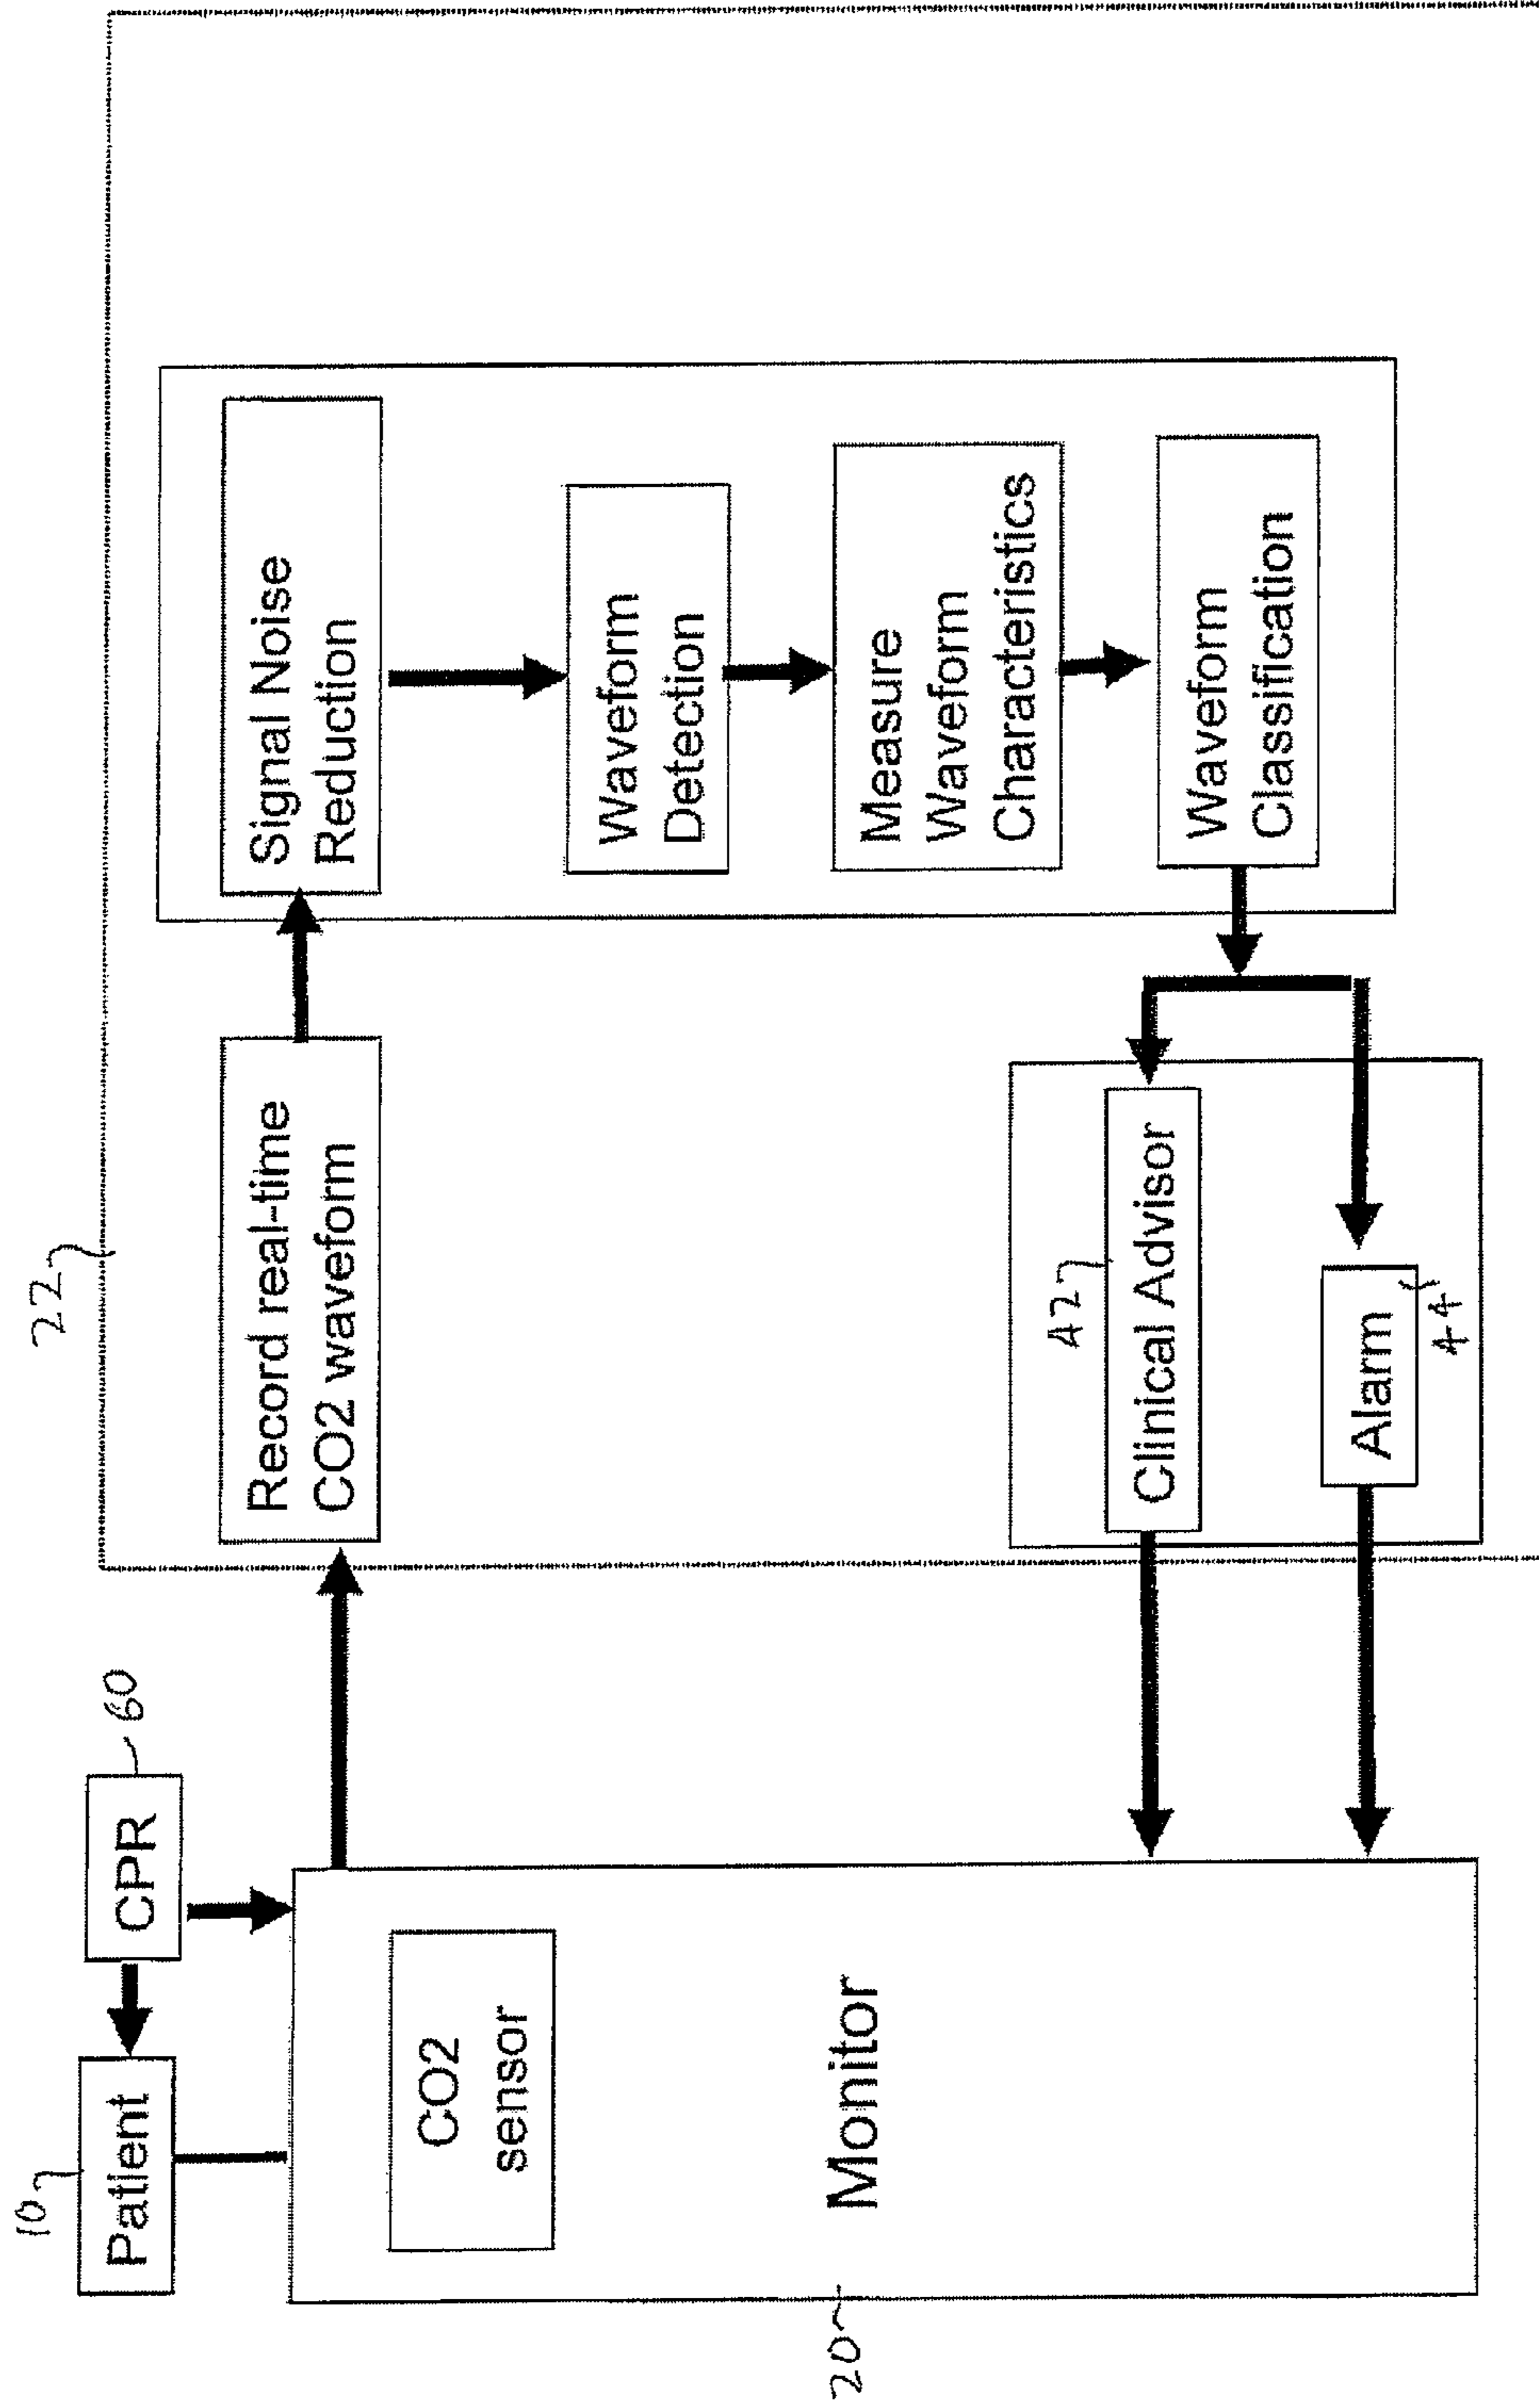 10
Patient
CPR
60
22
CO2
sensor
Monitor
20
Record real-time
CO2 waveform
Signal Noise
Reduction
Waveform
Detection
Measure
Waveform
Characteristics
Waveform
Classification
42
Clinical Advisor
Alarm
44